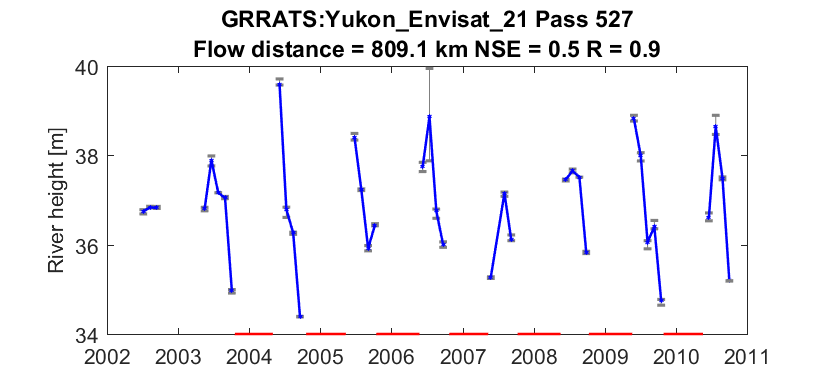 GRRATS:Yukon_Envisat_21 Pass 527
Flow distance = 809.1 km NSE = 0.5 R = 0.9
River height [m]
40
38
36
34
2002 2003 2004 2005 2006 2007 2008 2009 2010 2011